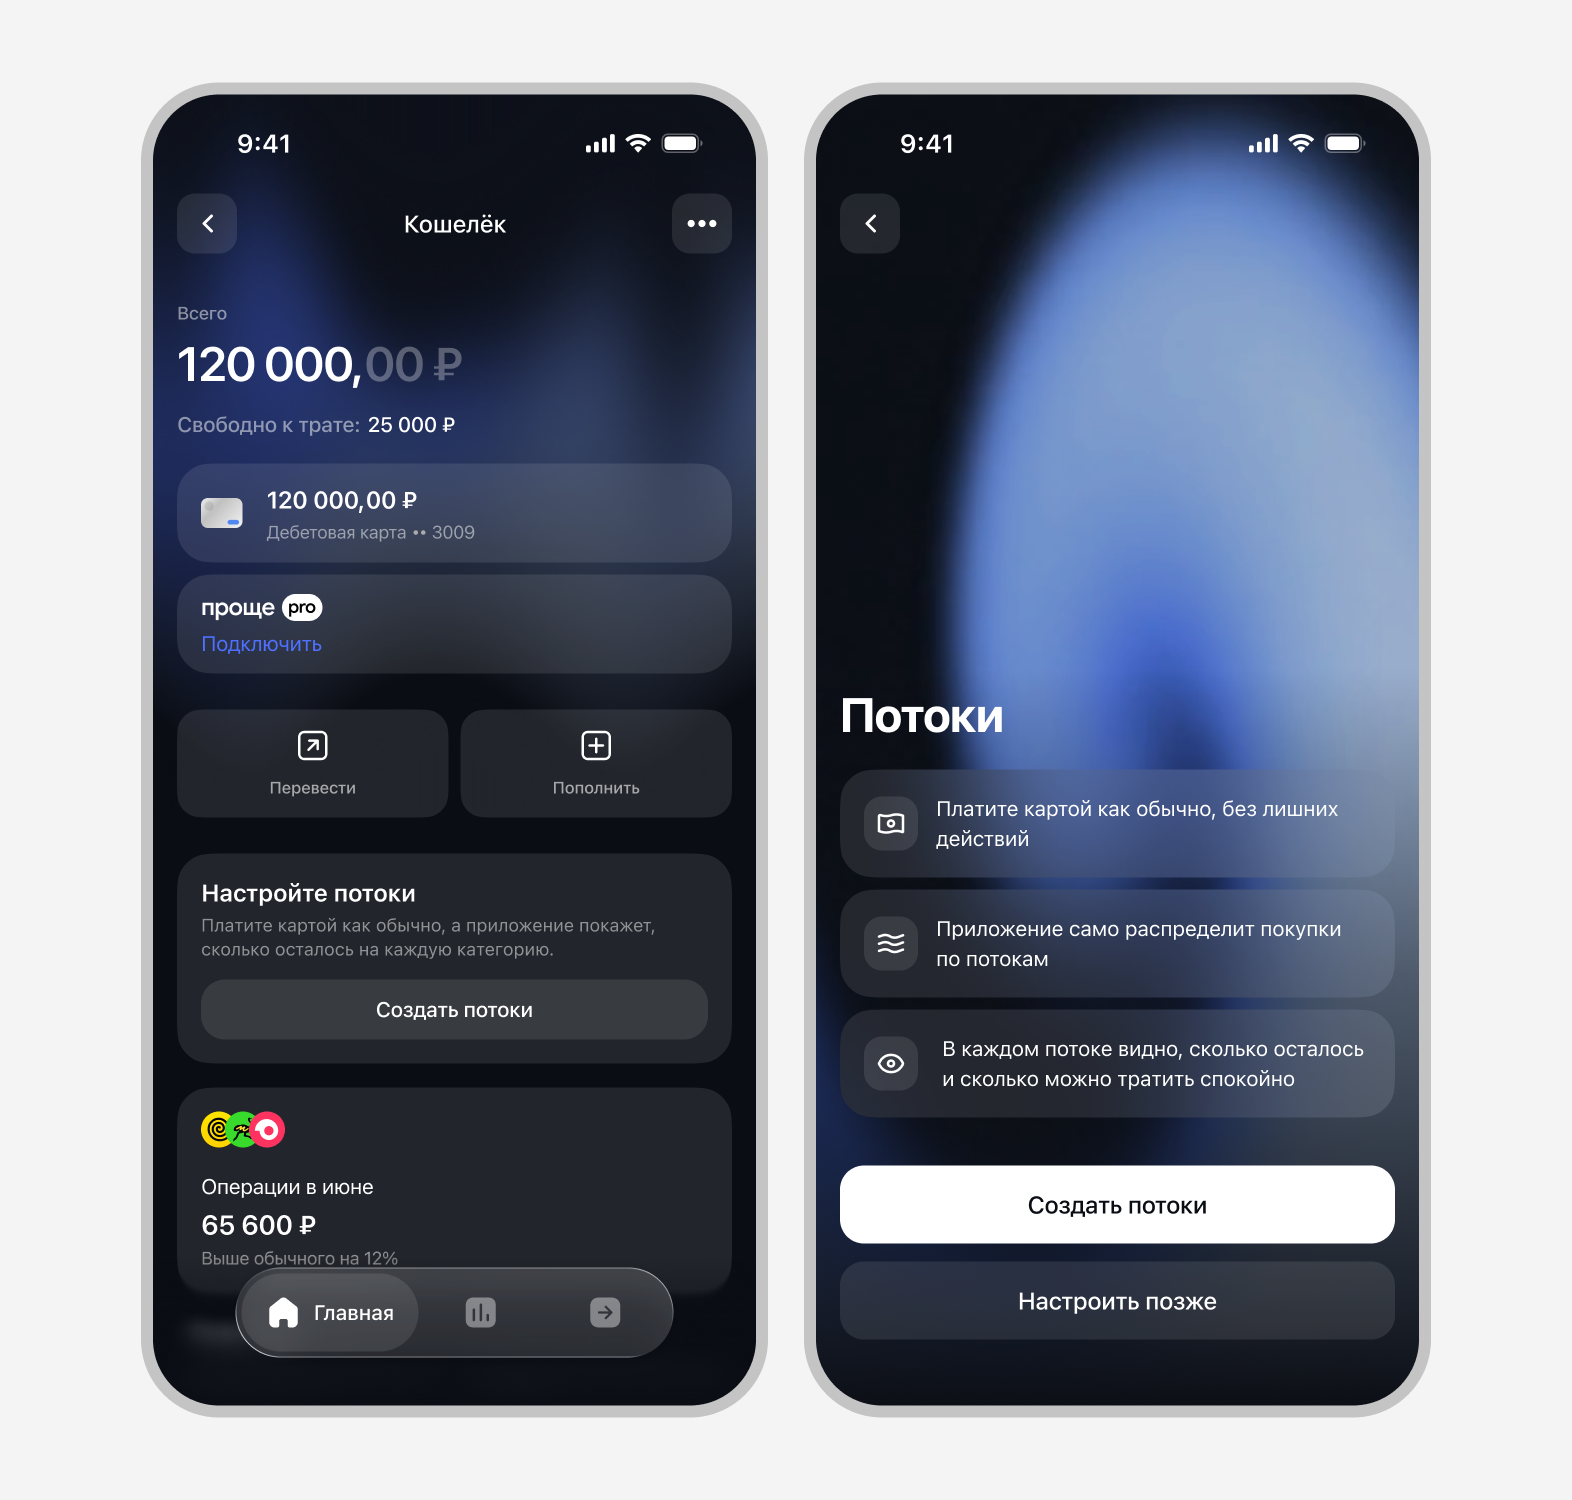 9:41
Кошелёк
Всего
120 000,00 ₽
Свободно к трате: 25 000 ₽
120 000,00 ₽
Дебетовая карта •• 3009
проще pro
Подключить
Перевести
Пополнить
Настройте потоки
Платите картой как обычно, а приложение покажет,
сколько осталось на каждую категорию.
Создать потоки
Операции в июне
65 600 ₽
Выше обычного на 12%
Главная
9:41
Потоки
Платите картой как обычно, без лишних
действий
Приложение само распределит покупки
по потокам
В каждом потоке видно, сколько осталось
и сколько можно тратить спокойно
Создать потоки
Настроить позже